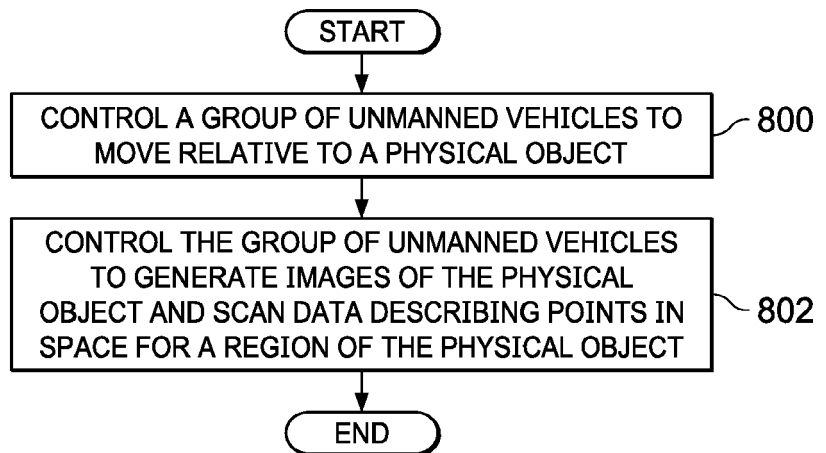 START
CONTROL A GROUP OF UNMANNED VEHICLES TO
MOVE RELATIVE TO A PHYSICAL OBJECT
800
CONTROL THE GROUP OF UNMANNED VEHICLES
TO GENERATE IMAGES OF THE PHYSICAL
OBJECT AND SCAN DATA DESCRIBING POINTS IN
SPACE FOR A REGION OF THE PHYSICAL OBJECT
802
END